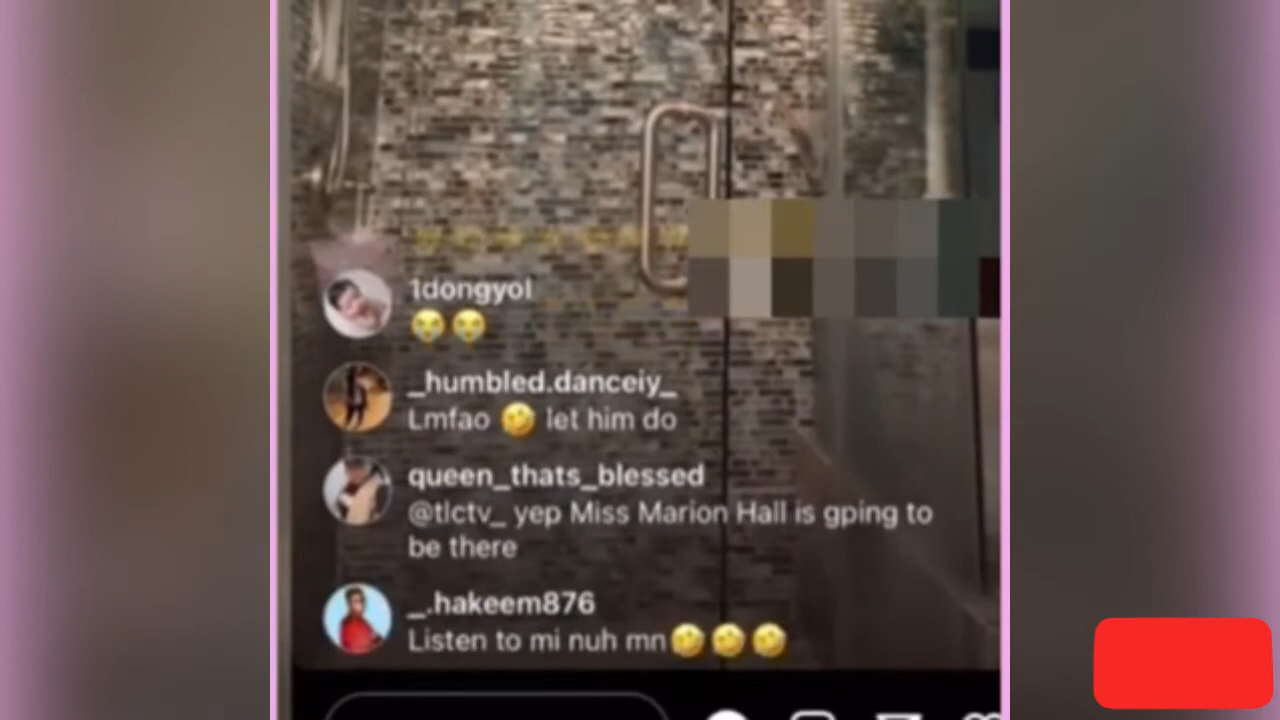 1dongyol
😭😭
_humbled.danceiy_
Lmfao 🤣 let him do
queen_thats_blessed
@tlctv_ yep Miss Marion Hall is gping to
be there
_.hakeem876
Listen to mi nuh mn🤣🤣🤣